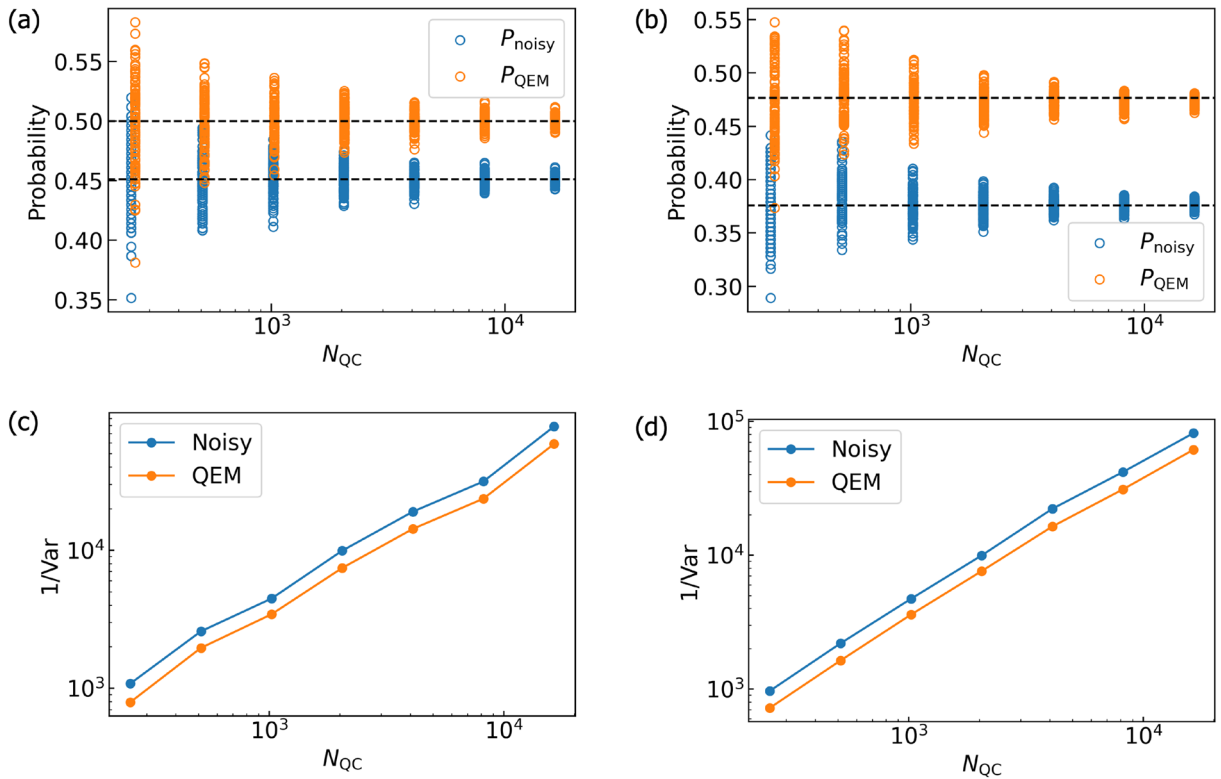 (a)
Probability
0.55
0.50
0.45
0.40
0.35
P_noisy
P_QEM
10^3
10^4
N_QC
(b)
Probability
0.55
0.50
0.45
0.40
0.35
0.30
P_noisy
P_QEM
10^3
10^4
N_QC
(c)
1/Var
10^4
10^3
Noisy
QEM
10^3
10^4
N_QC
(d)
1/Var
10^5
10^4
10^3
Noisy
QEM
10^3
10^4
N_QC